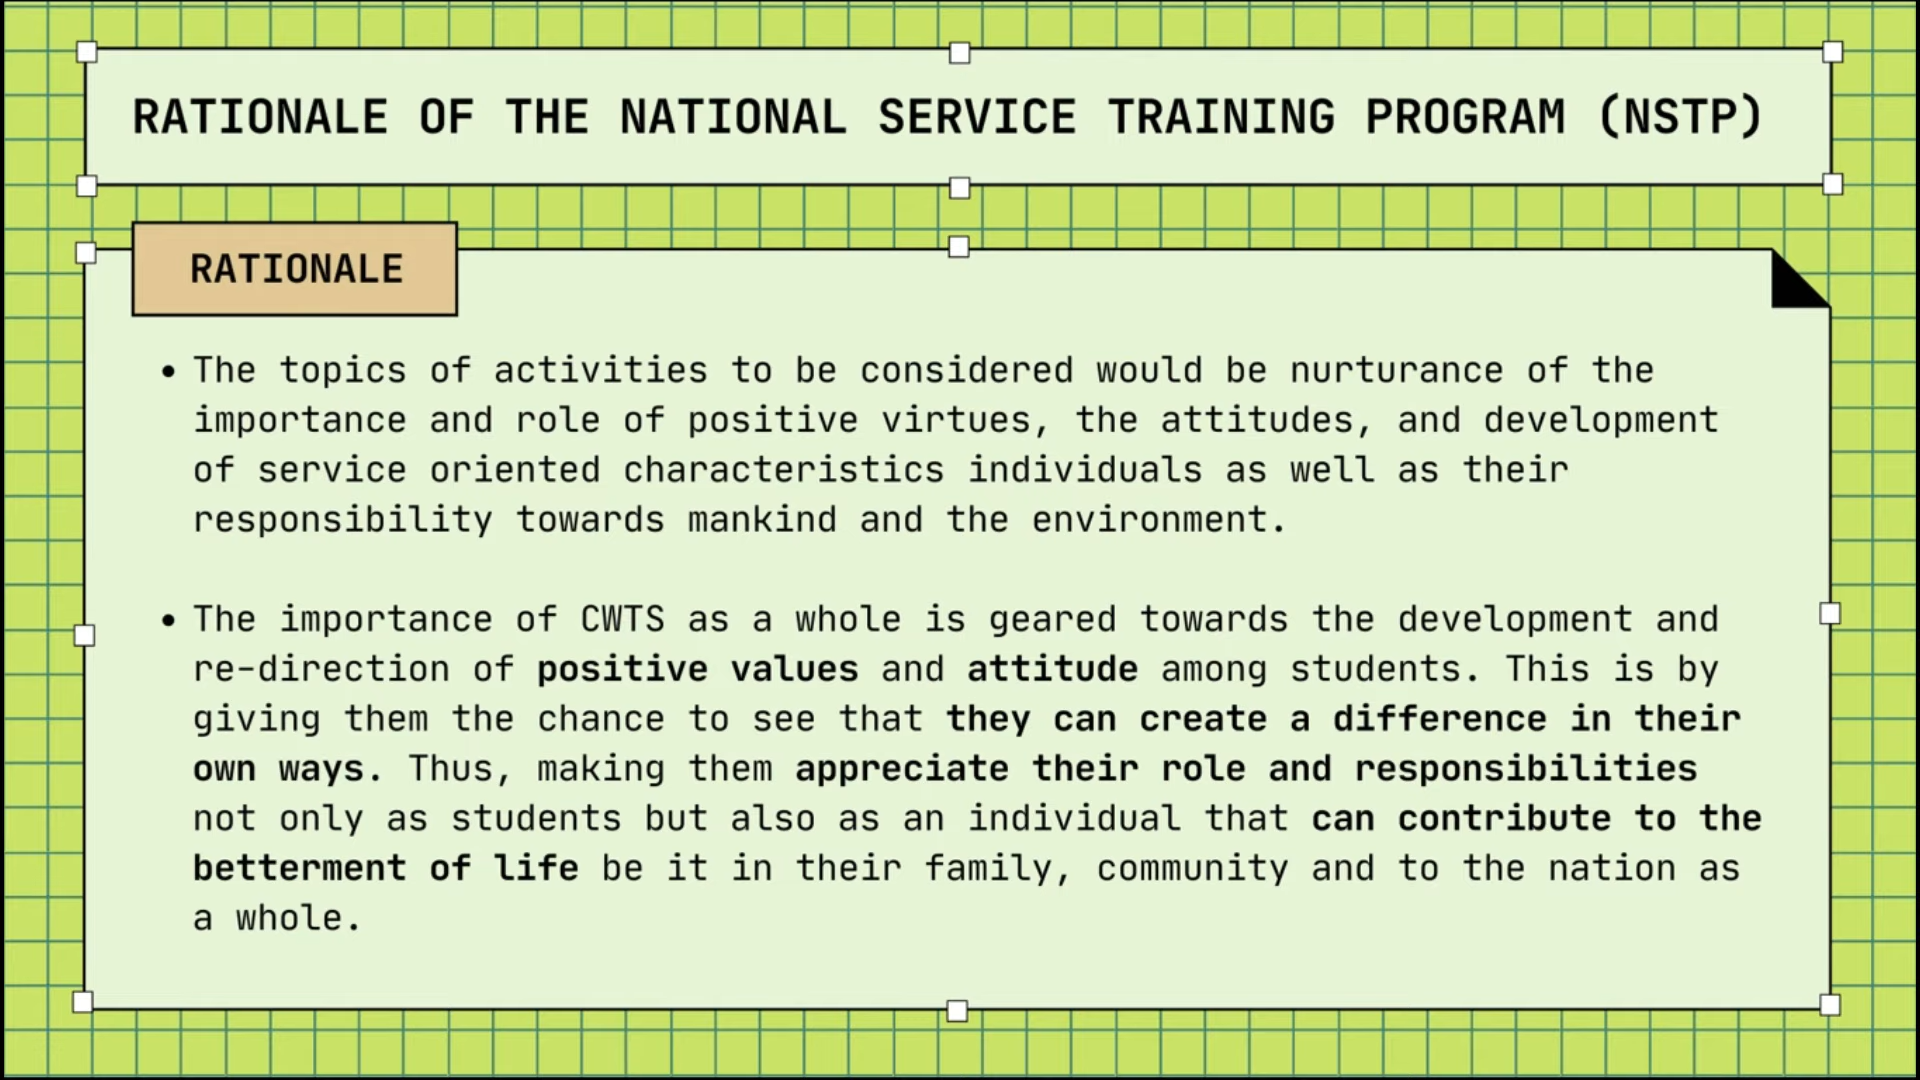 RATIONALE OF THE NATIONAL SERVICE TRAINING PROGRAM (NSTP)
RATIONALE
• The topics of activities to be considered would be nurturance of the
importance and role of positive virtues, the attitudes, and development
of service oriented characteristics individuals as well as their
responsibility towards mankind and the environment.
• The importance of CWTS as a whole is geared towards the development and
re-direction of positive values and attitude among students. This is by
giving them the chance to see that they can create a difference in their
own ways. Thus, making them appreciate their role and responsibilities
not only as students but also as an individual that can contribute to the
betterment of life be it in their family, community and to the nation as
a whole.